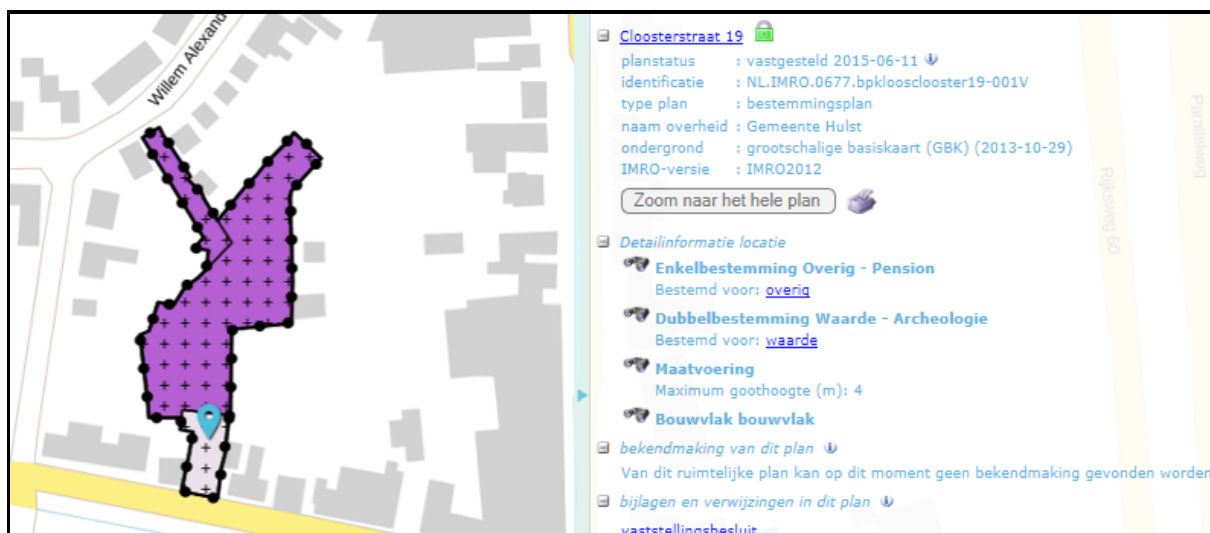 Willem Alexand
Cloosterstraat 19
planstatus : vastgesteld 2015-06-11
identificatie : NL.IMRO.0677.bpkloosclooster19-001V
type plan : bestemmingsplan
naam overheid : Gemeente Hulst
ondergrond : grootschalige basiskaart (GBK) (2013-10-29)
IMRO-versie : IMRO2012
Zoom naar het hele plan
Detailinformatie locatie
Enkelbestemming Overig - Pension
Bestemd voor: overig
Dubbelbestemming Waarde - Archeologie
Bestemd voor: waarde
Maatvoering
Maximum goothoogte (m): 4
Bouwvlak bouwvlak
bekendmaking van dit plan
Van dit ruimtelijke plan kan op dit moment geen bekendmaking gevonden worden
bijlagen en verwijzingen in dit plan
vaststellingsbesluit
Rijksweg 60
Parallelweg